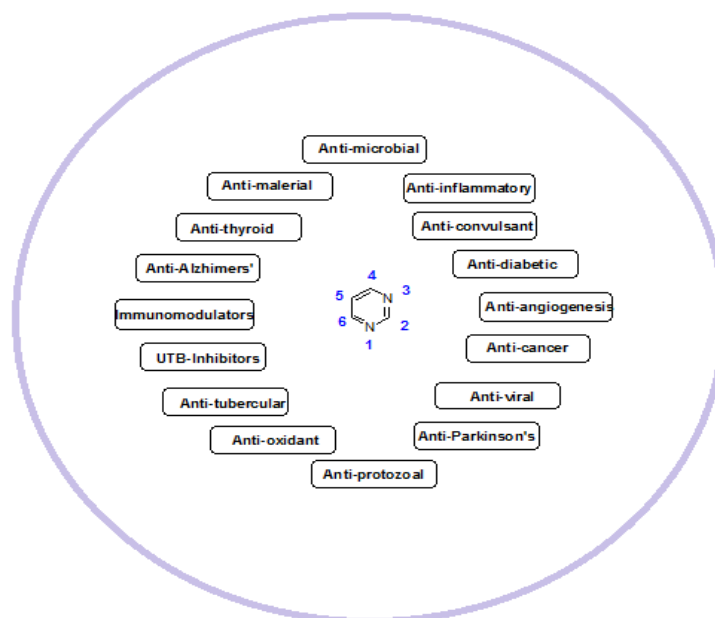 Anti-microbial
Anti-malerial
Anti-inflammatory
Anti-thyroid
Anti-convulsant
Anti-Alzhimers'
Anti-diabetic
4
5
3
N
Immunomodulators
Anti-angiogenesis
6
2
N
1
UTB-Inhibitors
Anti-cancer
Anti-tubercular
Anti-viral
Anti-oxidant
Anti-Parkinson's
Anti-protozoal